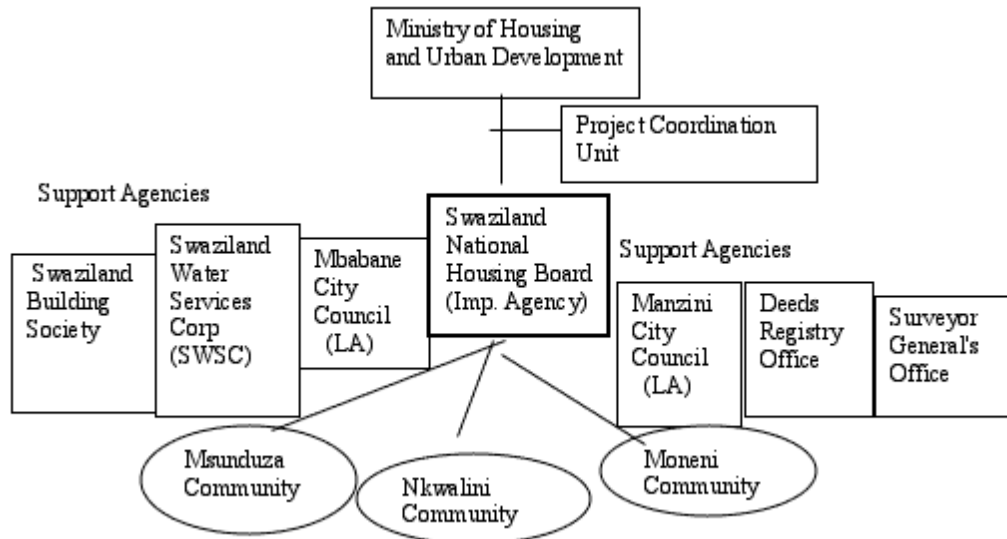 Ministry of Housing
and Urban Development
Project Coordination
Unit
Support Agencies
Swaziland
Building
Society
Swaziland
Water
Services
Corp
(SWSC)
Mbabane
City
Council
(LA)
Swaziland
National
Housing Board
(Imp. Agency)
Support Agencies
Manzini
City
Council
(LA)
Deeds
Registry
Office
Surveyor
General's
Office
Msunduza
Community
Nkwalini
Community
Moneni
Community